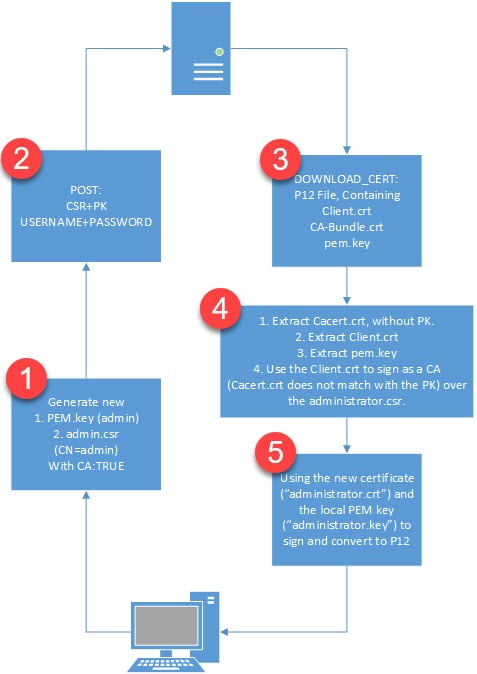 2
POST:
CSR+PK
USERNAME+PASSWORD
3
DOWNLOAD_CERT:
P12 File, Containing
Client.crt
CA-Bundle.crt
pem.key
4
1. Extract Cacert.crt, without PK.
2. Extract Client.crt
3. Extract pem.key
4. Use the Client.crt to sign as a CA
(Cacert.crt does not match with the PK) over
the administrator.csr.
1
Generate new
1. PEM.key (admin)
2. admin.csr
(CN=admin)
With CA:TRUE
5
Using the new certificate
("administrator.crt") and
the local PEM key
("administrator.key") to
sign and convert to P12